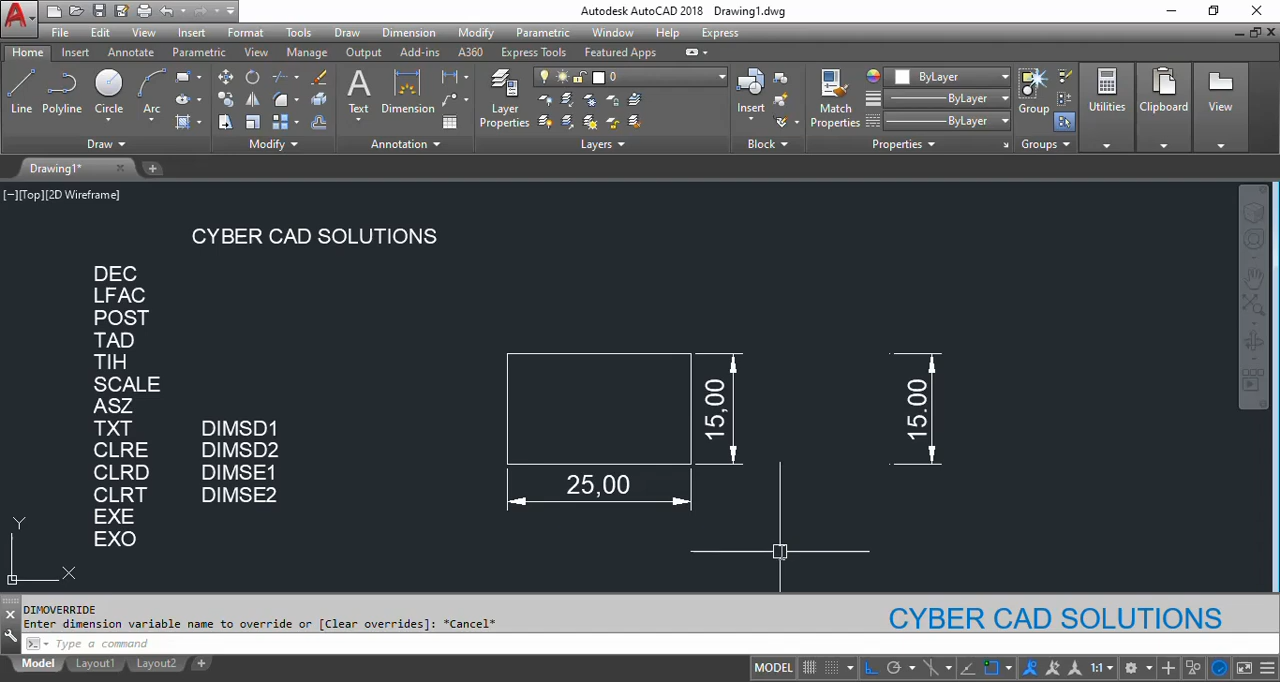 Autodesk AutoCAD 2018 Drawing1.dwg
File Edit View Insert Format Tools Draw Dimension Modify Parametric Window Help Express
Home Insert Annotate Parametric View Manage Output Add-ins A360 Express Tools Featured Apps
Line Polyline Circle Arc
Text Dimension
Layer Properties
0
Insert
Match Properties
ByLayer
ByLayer
ByLayer
Group
Utilities
Clipboard
View
Draw Modify Annotation Layers Block Properties Groups
Drawing1*
[−][Top][2D Wireframe]
CYBER CAD SOLUTIONS
DEC
LFAC
POST
TAD
TIH
SCALE
ASZ
TXT DIMSD1
CLRE DIMSD2
CLRD DIMSE1
CLRT DIMSE2
EXE
EXO
15,00
15.00
25,00
Y
X
DIMOVERRIDE
Enter dimension variable name to override or [Clear overrides]: *Cancel*
Type a command
CYBER CAD SOLUTIONS
Model Layout1 Layout2
MODEL 1:1